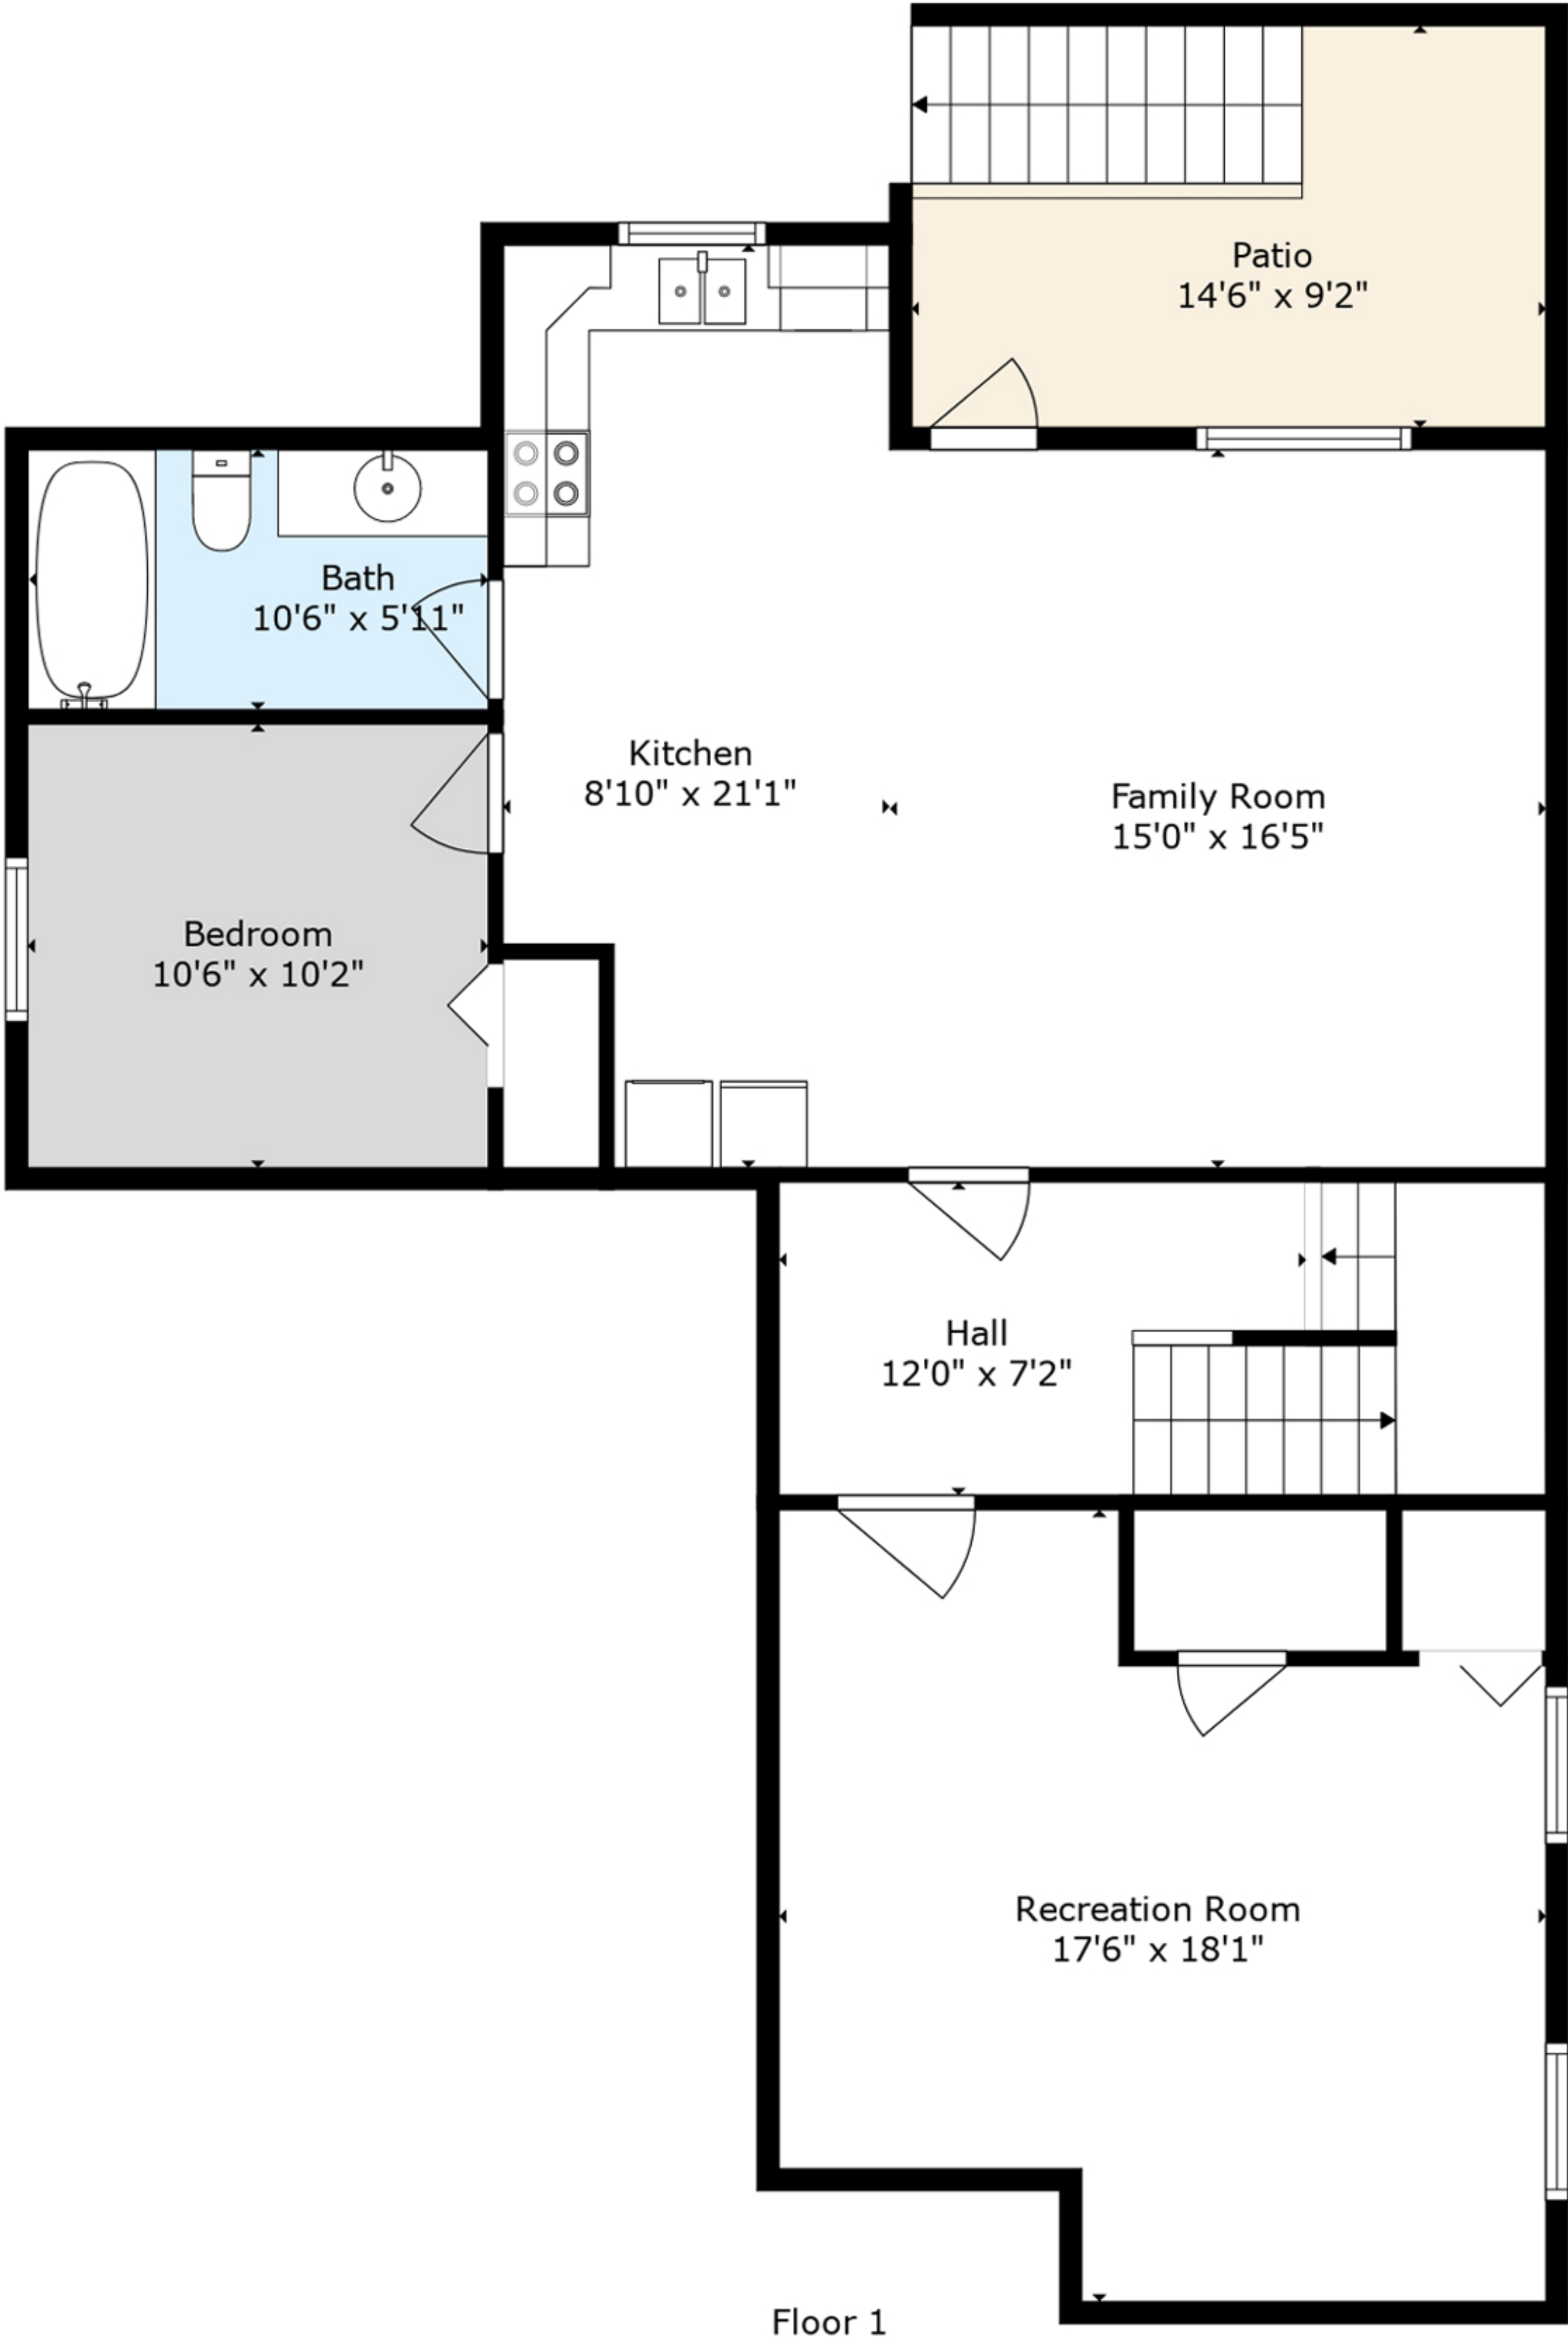 Patio
14'6" x 9'2"
Bath
10'6" x 5'11"
Kitchen
8'10" x 21'1"
Family Room
15'0" x 16'5"
Bedroom
10'6" x 10'2"
Hall
12'0" x 7'2"
Recreation Room
17'6" x 18'1"
Floor 1